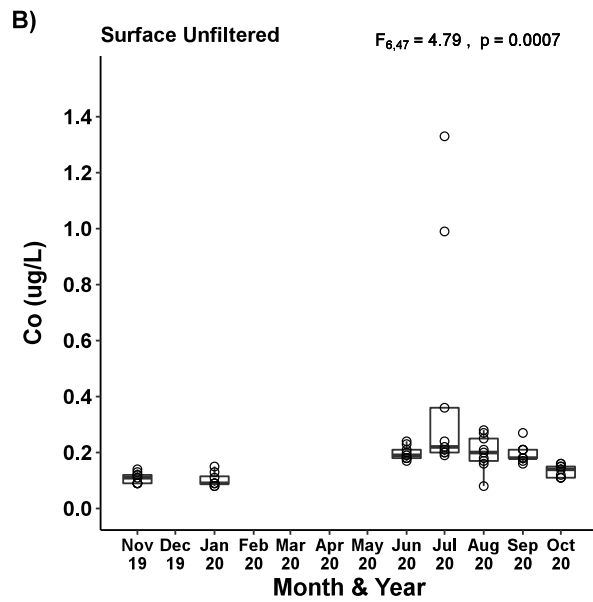 B)
Surface Unfiltered
F6,47 = 4.79 , p = 0.0007
Co (ug/L)
1.4
1.2
1.0
0.8
0.6
0.4
0.2
0.0
Nov Dec Jan Feb Mar Apr May Jun Jul Aug Sep Oct
19 19 20 20 20 20 20 20 20 20 20 20
Month & Year